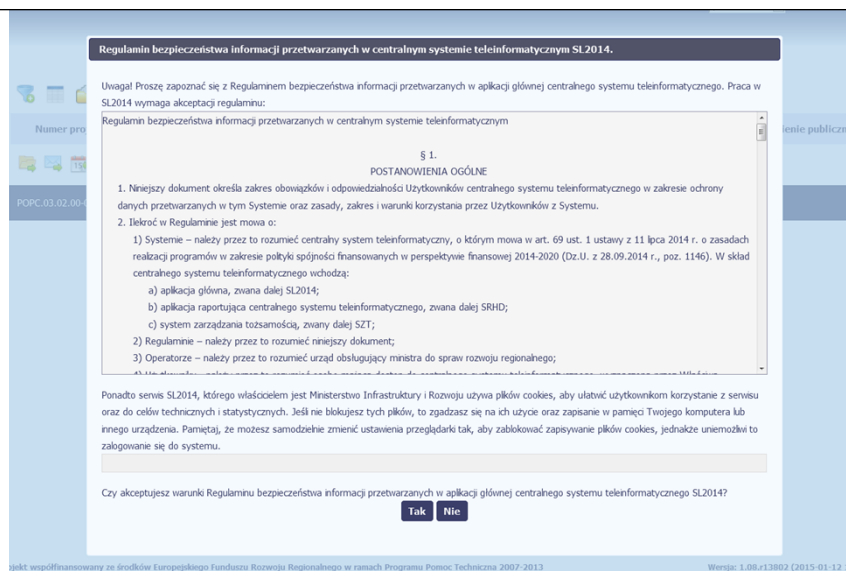 Regulamin bezpieczeństwa informacji przetwarzanych w centralnym systemie teleinformatycznym SL2014.
Uwaga! Proszę zapoznać się z Regulaminem bezpieczeństwa informacji przetwarzanych w aplikacji głównej centralnego systemu teleinformatycznego. Praca w
SL2014 wymaga akceptacji regulaminu:
Regulamin bezpieczeństwa informacji przetwarzanych w centralnym systemie teleinformatycznym
Numer pro
ienie publiczn
§ 1.
POSTANOWIENIA OGÓLNE
1. Niniejszy dokument określa zakres obowiązków i odpowiedzialności Użytkowników centralnego systemu teleinformatycznego w zakresie ochrony
danych przetwarzanych w tym Systemie oraz zasady, zakres i warunki korzystania przez Użytkowników z Systemu.
POPC.03.02.00-
2. Ilekroć w Regulaminie jest mowa o:
1) Systemie – należy przez to rozumieć centralny system teleinformatyczny, o którym mowa w art. 69 ust. 1 ustawy z 11 lipca 2014 r. o zasadach
realizacji programów w zakresie polityki spójności finansowanych w perspektywie finansowej 2014-2020 (Dz.U. z 28.09.2014 r., poz. 1146). W skład
centralnego systemu teleinformatycznego wchodzą:
a) aplikacja główna, zwana dalej SL2014;
b) aplikacja raportująca centralnego systemu teleinformatycznego, zwana dalej SRHD;
c) system zarządzania tożsamością, zwany dalej SZT;
2) Regulaminie – należy przez to rozumieć niniejszy dokument;
3) Operatorze – należy przez to rozumieć urząd obsługujący ministra do spraw rozwoju regionalnego;
Ponadto serwis SL2014, którego właścicielem jest Ministerstwo Infrastruktury i Rozwoju używa plików cookies, aby ułatwić użytkownikom korzystanie z serwisu
oraz do celów technicznych i statystycznych. Jeśli nie blokujesz tych plików, to zgadzasz się na ich użycie oraz zapisanie w pamięci Twojego komputera lub
innego urządzenia. Pamiętaj, że możesz samodzielnie zmienić ustawienia przeglądarki tak, aby zablokować zapisywanie plików cookies, jednakże uniemożliwi to
zalogowanie się do systemu.
Czy akceptujesz warunki Regulaminu bezpieczeństwa informacji przetwarzanych w aplikacji głównej centralnego systemu teleinformatycznego SL2014?
Tak Nie
ojekt współfinansowany ze środków Europejskiego Funduszu Rozwoju Regionalnego w ramach Programu Pomoc Techniczna 2007-2013
Wersja: 1.08.r13802 (2015-01-12